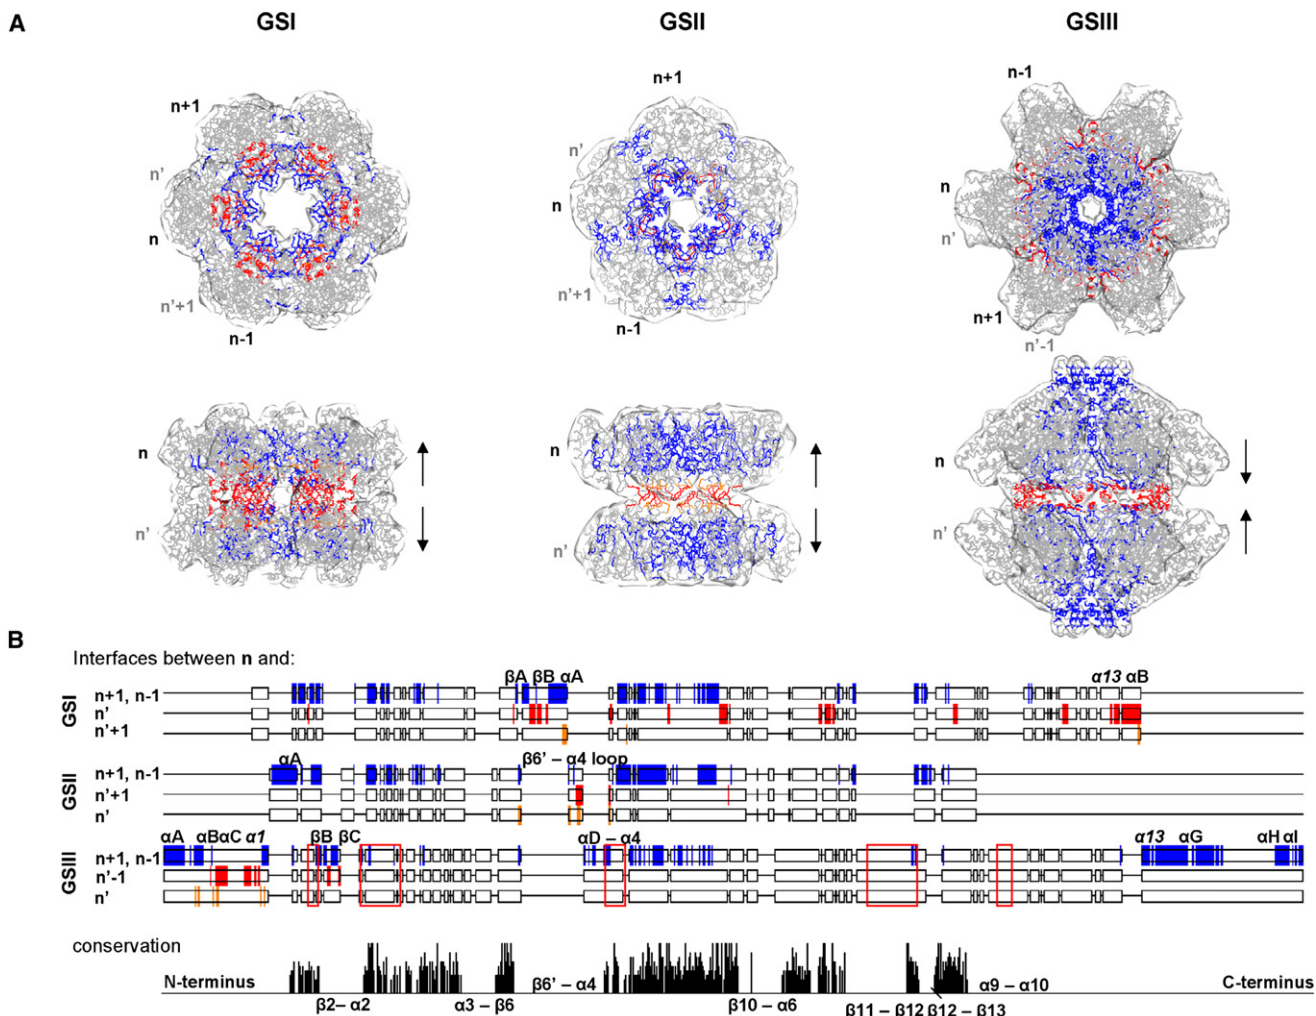 A
GSI
GSII
GSIII
n+1
n'
n
n'+1
n-1
n+1
n'
n
n'+1
n-1
n-1
n
n'
n+1
n'-1
n
n'
n
n'
n
n'
B
Interfaces between n and:
GSI
n+1, n-1
n'
n'+1
βA βB αA
α13 αB
GSII
n+1, n-1
n'+1
n'
αA
β6' – α4 loop
GSIII
n+1, n-1
n'-1
n'
αA αBαC α1
βB βC
αD – α4
α13 αG
αH αI
conservation
N-terminus
β2– α2
α3 – β6
β6' – α4
β10 – α6
β11 – β12
β12 – β13
α9 – α10
C-terminus